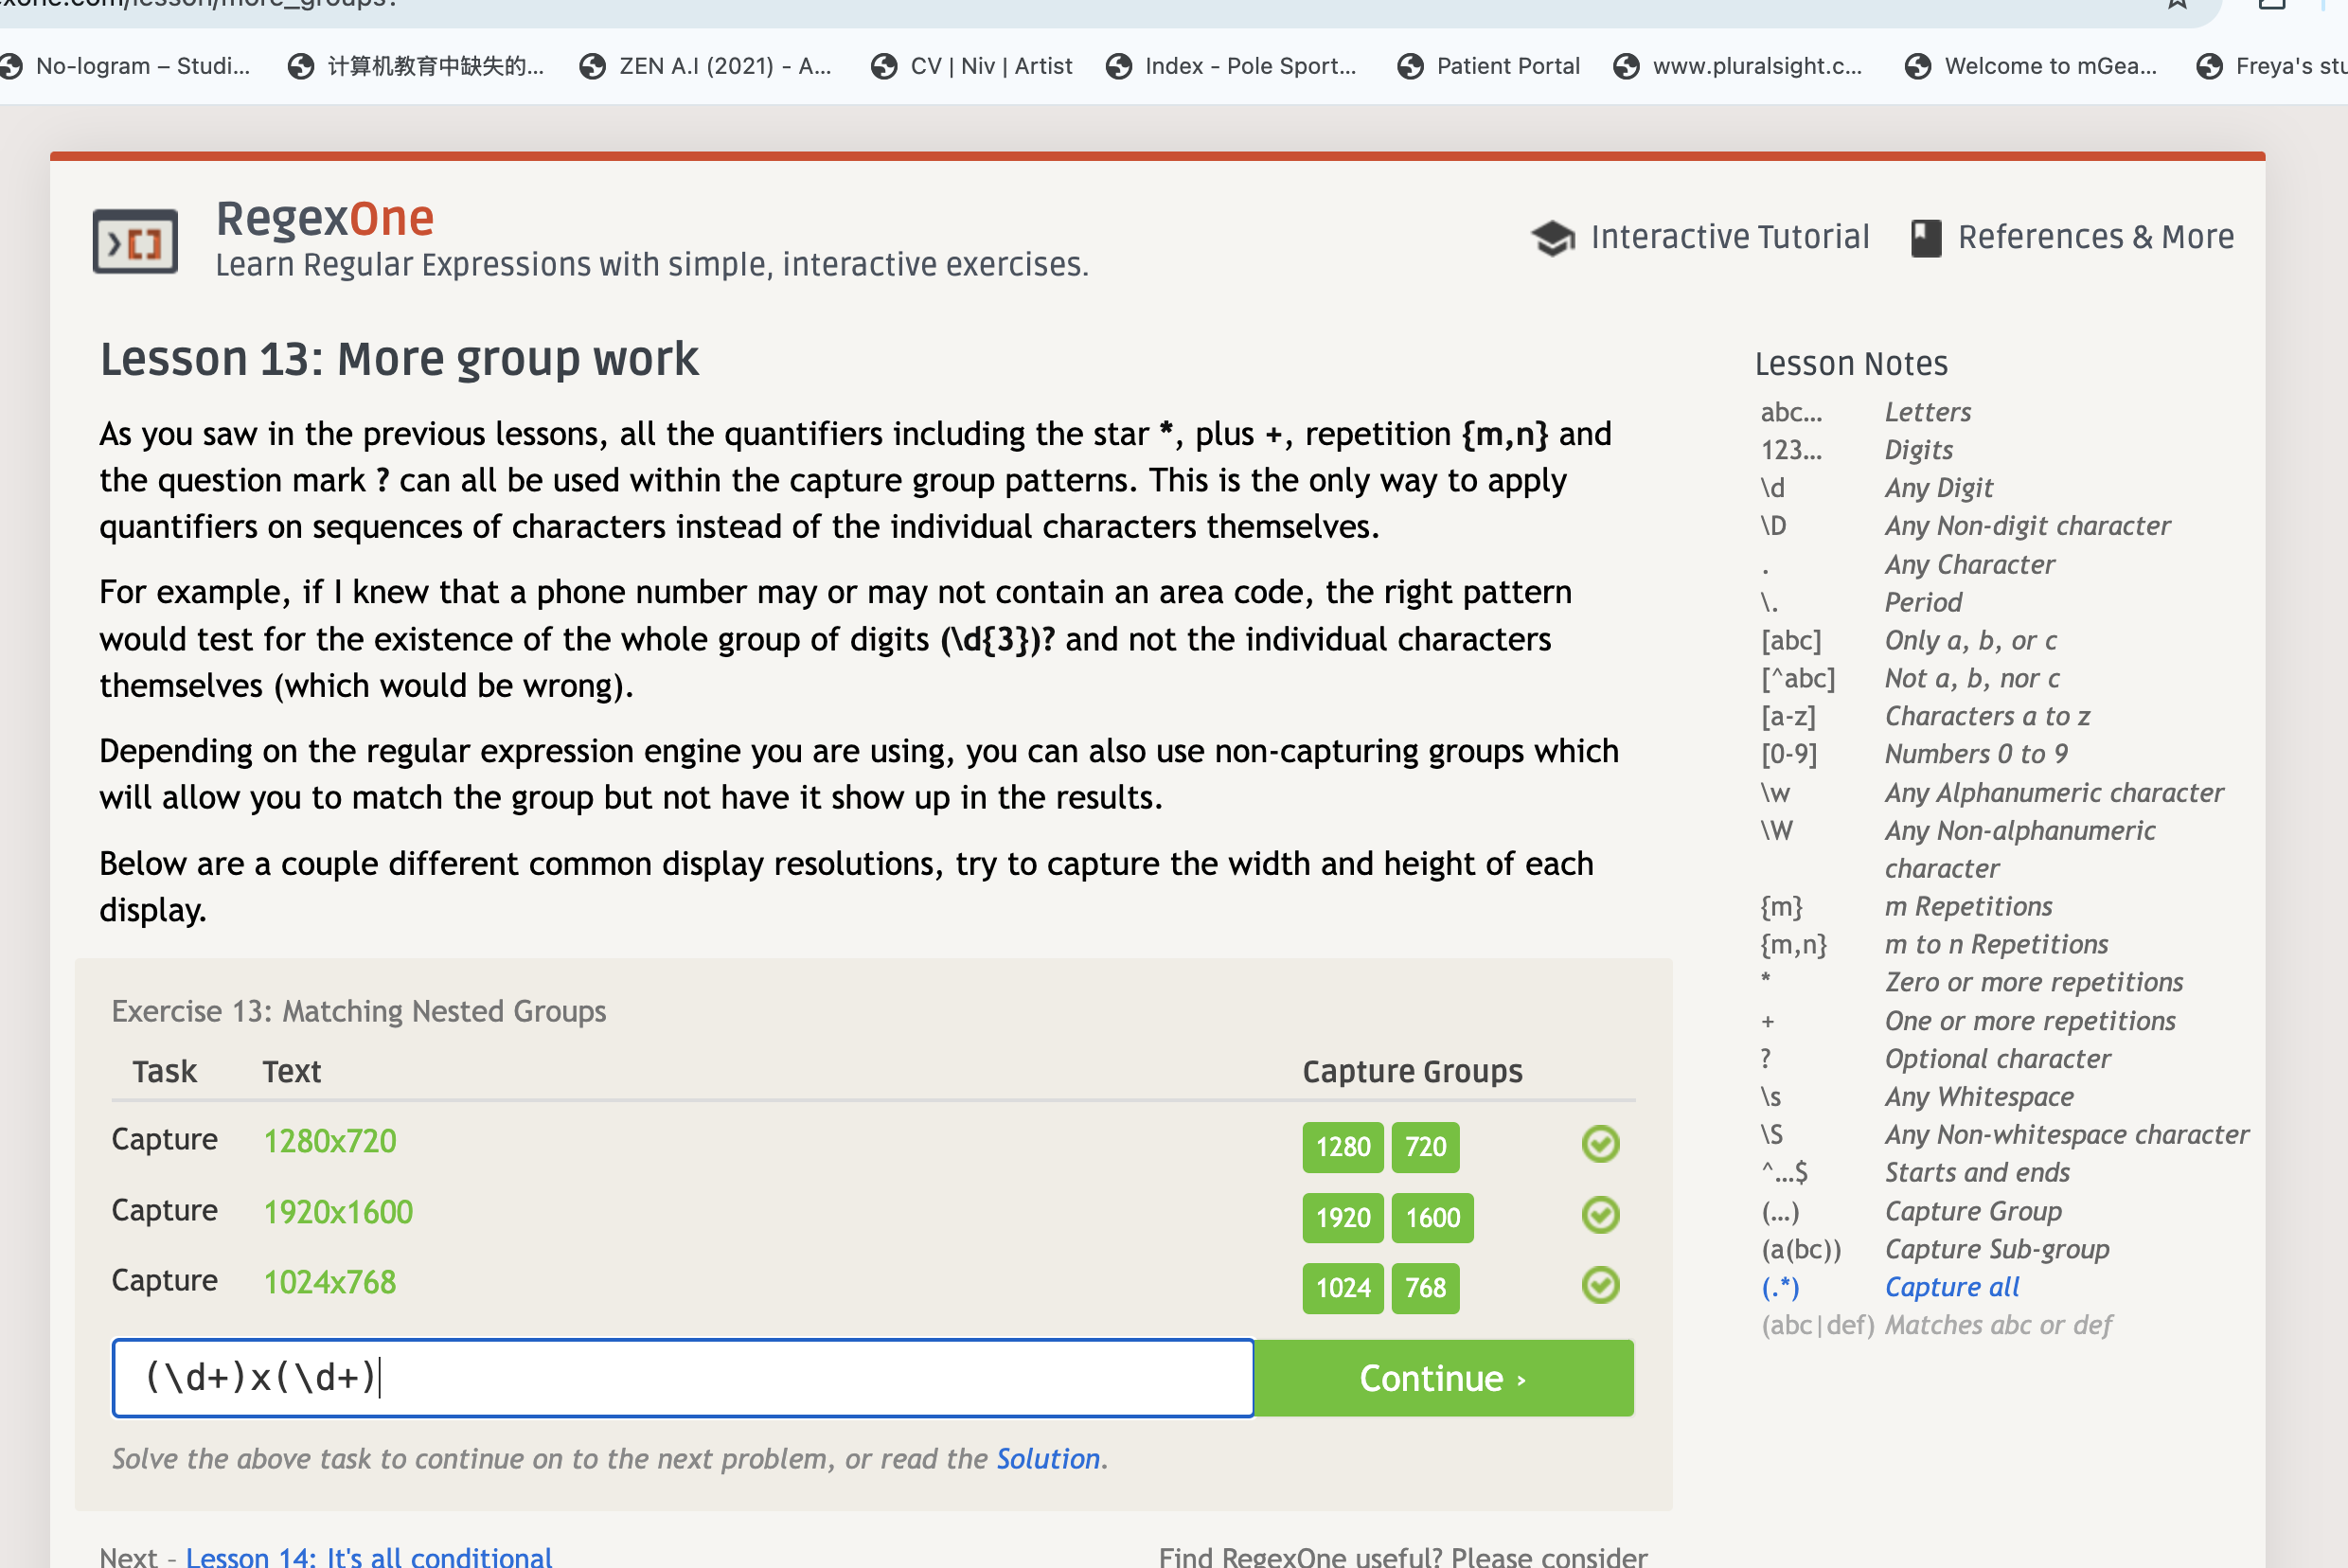 No-logram – Studi...
计算机教育中缺失的...
ZEN A.I (2021) - A...
CV | Niv | Artist
Index - Pole Sport...
Patient Portal
www.pluralsight.c...
Welcome to mGea...
Freya's stu
RegexOne
Learn Regular Expressions with simple, interactive exercises.
Interactive Tutorial
References & More
Lesson 13: More group work
As you saw in the previous lessons, all the quantifiers including the star *, plus +, repetition {m,n} and
the question mark ? can all be used within the capture group patterns. This is the only way to apply
quantifiers on sequences of characters instead of the individual characters themselves.
For example, if I knew that a phone number may or may not contain an area code, the right pattern
would test for the existence of the whole group of digits (\d{3})? and not the individual characters
themselves (which would be wrong).
Depending on the regular expression engine you are using, you can also use non-capturing groups which
will allow you to match the group but not have it show up in the results.
Below are a couple different common display resolutions, try to capture the width and height of each
display.
Exercise 13: Matching Nested Groups
Task Text Capture Groups
Capture 1280x720 1280 720
Capture 1920x1600 1920 1600
Capture 1024x768 1024 768
(\d+)x(\d+)
Continue ›
Solve the above task to continue on to the next problem, or read the Solution.
Next – Lesson 14: It's all conditional
Find RegexOne useful? Please consider
Lesson Notes
abc… Letters
123… Digits
\d Any Digit
\D Any Non-digit character
. Any Character
\. Period
[abc] Only a, b, or c
[^abc] Not a, b, nor c
[a-z] Characters a to z
[0-9] Numbers 0 to 9
\w Any Alphanumeric character
\W Any Non-alphanumeric
character
{m} m Repetitions
{m,n} m to n Repetitions
* Zero or more repetitions
+ One or more repetitions
? Optional character
\s Any Whitespace
\S Any Non-whitespace character
^…$ Starts and ends
(…) Capture Group
(a(bc)) Capture Sub-group
(.*) Capture all
(abc|def) Matches abc or def